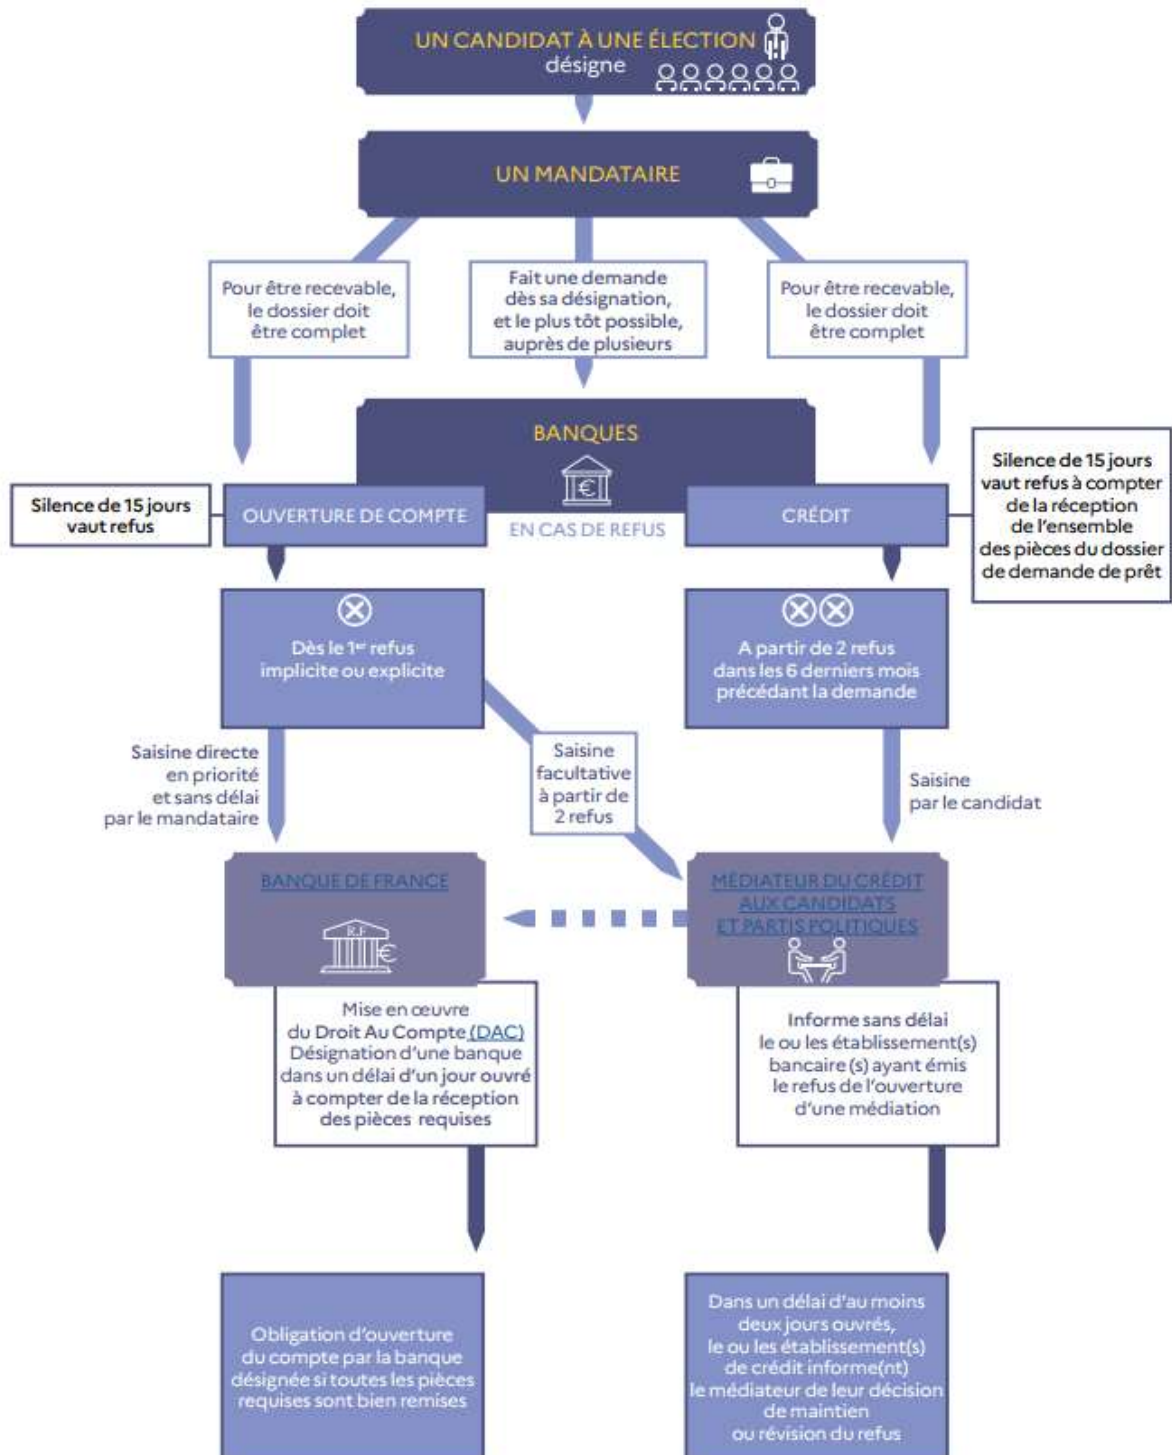 UN CANDIDAT À UNE ÉLECTION
désigne
UN MANDATAIRE
Pour être recevable,
le dossier doit
être complet
Fait une demande
dès sa désignation,
et le plus tôt possible,
auprès de plusieurs
Pour être recevable,
le dossier doit
être complet
BANQUES
€
Silence de 15 jours
vaut refus
OUVERTURE DE COMPTE
EN CAS DE REFUS
CRÉDIT
Silence de 15 jours
vaut refus à compter
de la réception
de l'ensemble
des pièces du dossier
de demande de prêt
Dès le 1er refus
implicite ou explicite
A partir de 2 refus
dans les 6 derniers mois
précédant la demande
Saisine directe
en priorité
et sans délai
par le mandataire
Saisine
facultative
à partir de
2 refus
Saisine
par le candidat
BANQUE DE FRANCE
R.F
€
MÉDIATEUR DU CRÉDIT
AUX CANDIDATS
ET PARTIS POLITIQUES
Mise en œuvre
du Droit Au Compte (DAC)
Désignation d'une banque
dans un délai d'un jour ouvré
à compter de la réception
des pièces requises
Informe sans délai
le ou les établissement(s)
bancaire (s) ayant émis
le refus de l'ouverture
d'une médiation
Obligation d'ouverture
du compte par la banque
désignée si toutes les pièces
requises sont bien remises
Dans un délai d'au moins
deux jours ouvrés,
le ou les établissement(s)
de crédit informe(nt)
le médiateur de leur décision
de maintien
ou révision du refus